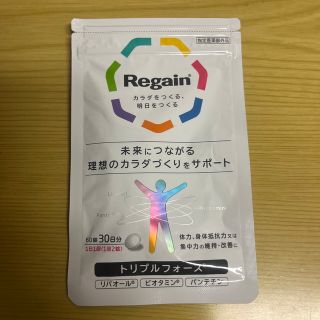 指定医薬部外品
Regain®
カラダをつくる、
明日をつくる
未来につながる
理想のカラダづくりをサポート
60錠 30日分
1日1回(1回2錠)
体力、身体抵抗力又は
集中力の維持・改善に
トリプルフォース
リバオール® ビオタミン® パンテチン